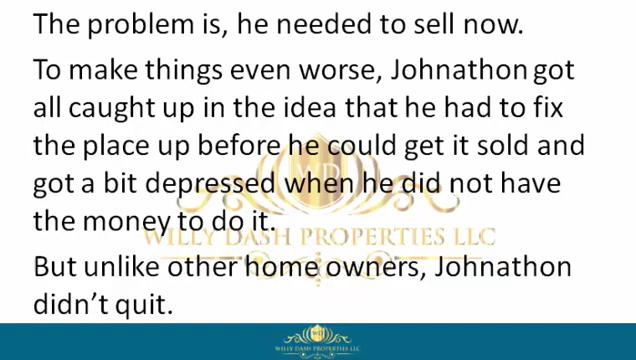 The problem is, he needed to sell now.
To make things even worse, Johnathon got
all caught up in the idea that he had to fix
the place up before he could get it sold and
got a bit depressed when he did not have
the money to do it.
WILLY DASH PROPERTIES LLC
But unlike other home owners, Johnathon
didn't quit.
WILLY DASH PROPERTIES LLC